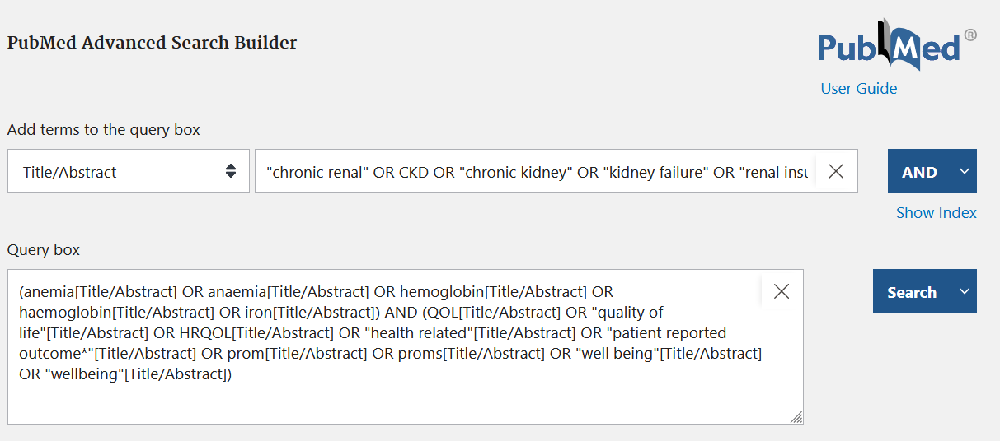 PubMed Advanced Search Builder
PubMed®
User Guide
Add terms to the query box
Title/Abstract
"chronic renal" OR CKD OR "chronic kidney" OR "kidney failure" OR "renal insu
AND
Show Index
Query box
(anemia[Title/Abstract] OR anaemia[Title/Abstract] OR hemoglobin[Title/Abstract] OR
haemoglobin[Title/Abstract] OR iron[Title/Abstract]) AND (QOL[Title/Abstract] OR "quality of
life"[Title/Abstract] OR HRQOL[Title/Abstract] OR "health related"[Title/Abstract] OR "patient reported
outcome*"[Title/Abstract] OR prom[Title/Abstract] OR proms[Title/Abstract] OR "well being"[Title/Abstract]
OR "wellbeing"[Title/Abstract])
Search